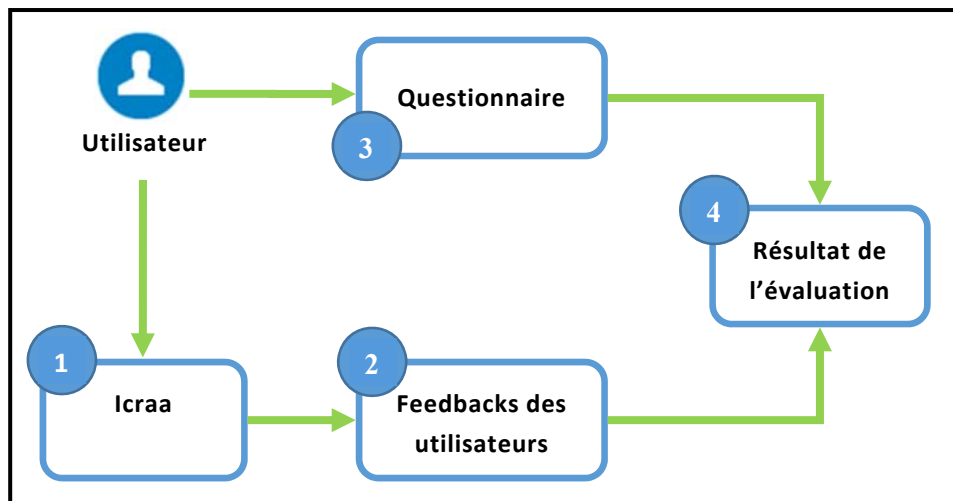 Utilisateur
Questionnaire
3
4
Résultat de
l’évaluation
1
Icraa
2
Feedbacks des
utilisateurs